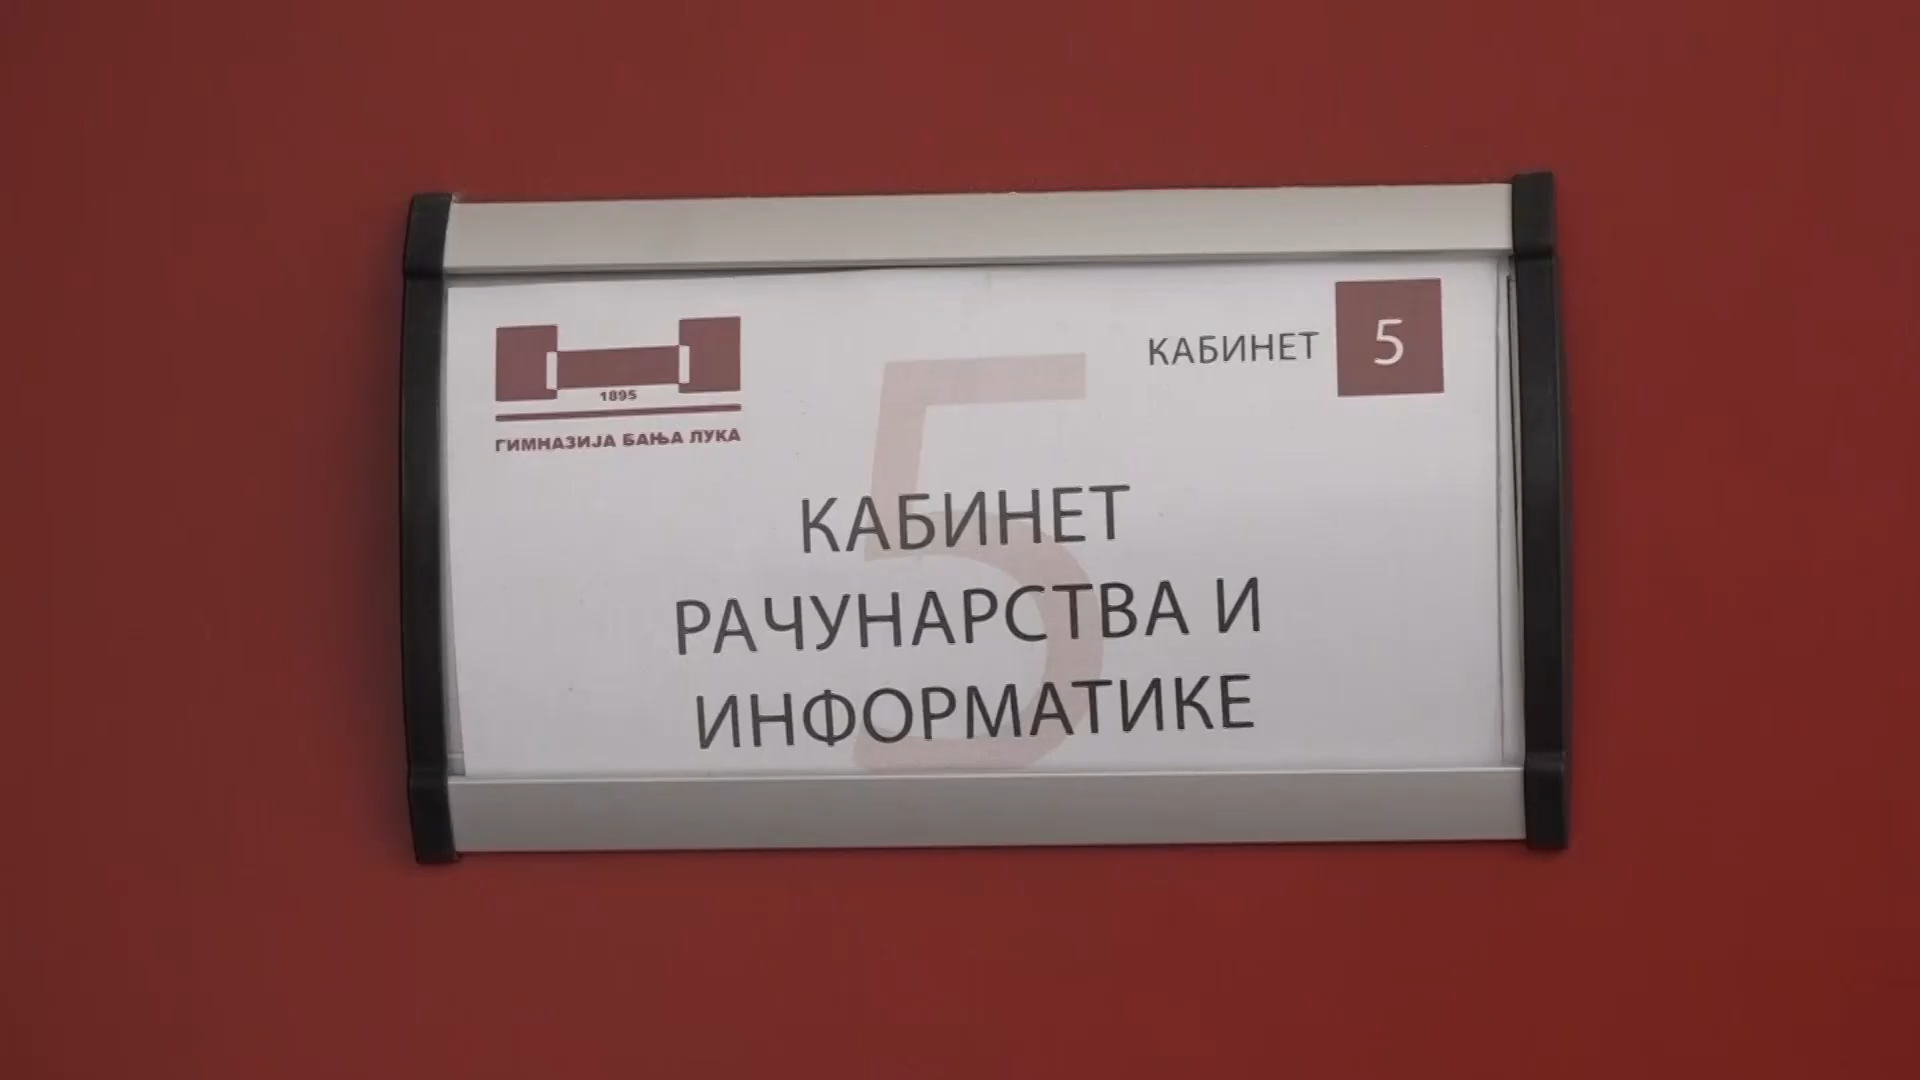 1895
ГИМНАЗИЈА БАЊА ЛУКА
КАБИНЕТ 5
5
КАБИНЕТ
РАЧУНАРСТВА И
ИНФОРМАТИКЕ